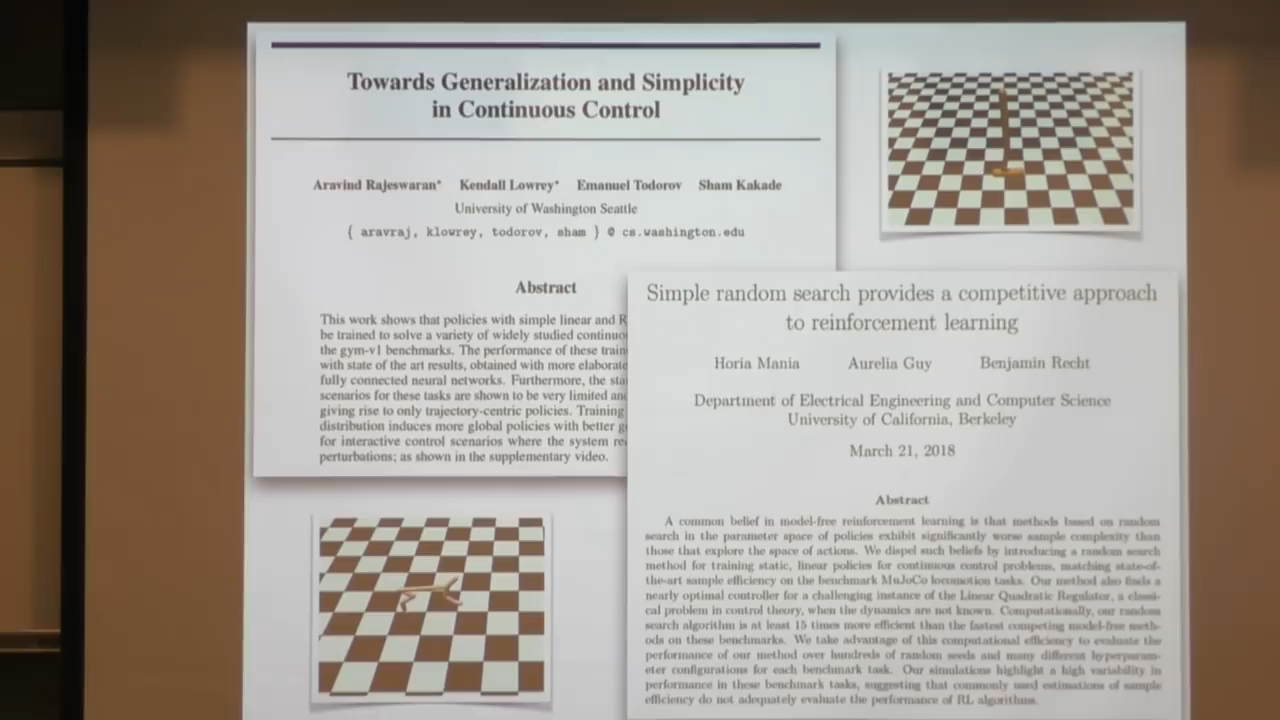 Towards Generalization and Simplicity
in Continuous Control
Aravind Rajeswaran* Kendall Lowrey* Emanuel Todorov Sham Kakade
University of Washington Seattle
{ aravraj, klowrey, todorov, sham } @ cs.washington.edu
Abstract
This work shows that policies with simple linear and R
be trained to solve a variety of widely studied continuo
the gym-v1 benchmarks. The performance of these train
with state of the art results, obtained with more elaborate
fully connected neural networks. Furthermore, the sta
scenarios for these tasks are shown to be very limited an
giving rise to only trajectory-centric policies. Training
distribution induces more global policies with better g
for interactive control scenarios where the system re
perturbations; as shown in the supplementary video.
Simple random search provides a competitive approach
to reinforcement learning
Horia Mania Aurelia Guy Benjamin Recht
Department of Electrical Engineering and Computer Science
University of California, Berkeley
March 21, 2018
Abstract
A common belief in model-free reinforcement learning is that methods based on random
search in the parameter space of policies exhibit significantly worse sample complexity than
those that explore the space of actions. We dispel such beliefs by introducing a random search
method for training static, linear policies for continuous control problems, matching state-of-
the-art sample efficiency on the benchmark MuJoCo locomotion tasks. Our method also finds a
nearly optimal controller for a challenging instance of the Linear Quadratic Regulator, a classi-
cal problem in control theory, when the dynamics are not known. Computationally, our random
search algorithm is at least 15 times more efficient than the fastest competing model-free meth-
ods on these benchmarks. We take advantage of this computational efficiency to evaluate the
performance of our method over hundreds of random seeds and many different hyperparam-
eter configurations for each benchmark task. Our simulations highlight a high variability in
performance in these benchmark tasks, suggesting that commonly used estimations of sample
efficiency do not adequately evaluate the performance of RL algorithms.